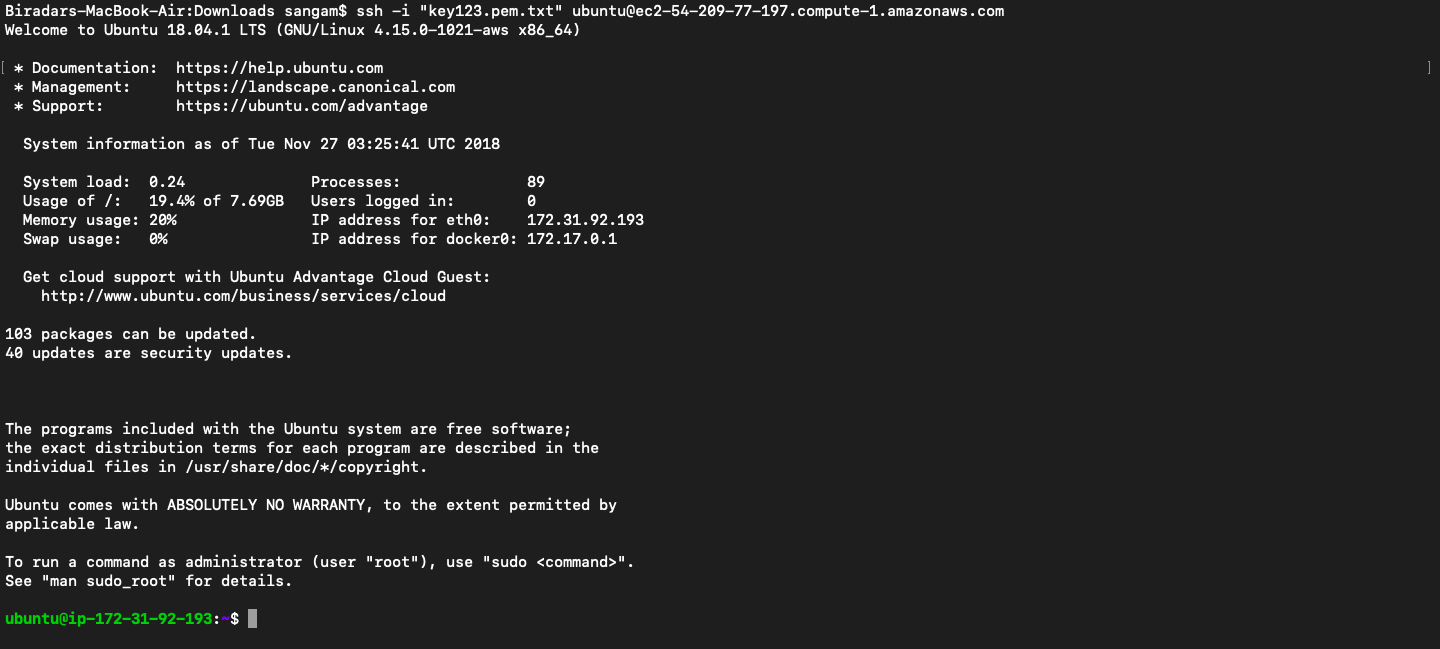 Biradars-MacBook-Air:Downloads sangam$ ssh -i "key123.pem.txt" ubuntu@ec2-54-209-77-197.compute-1.amazonaws.com
Welcome to Ubuntu 18.04.1 LTS (GNU/Linux 4.15.0-1021-aws x86_64)
[ * Documentation:  https://help.ubuntu.com ]
 * Management:     https://landscape.canonical.com
 * Support:        https://ubuntu.com/advantage
  System information as of Tue Nov 27 03:25:41 UTC 2018
  System load:  0.24              Processes:              89
  Usage of /:   19.4% of 7.69GB   Users logged in:        0
  Memory usage: 20%               IP address for eth0:    172.31.92.193
  Swap usage:   0%                IP address for docker0: 172.17.0.1
  Get cloud support with Ubuntu Advantage Cloud Guest:
    http://www.ubuntu.com/business/services/cloud
103 packages can be updated.
40 updates are security updates.
The programs included with the Ubuntu system are free software;
the exact distribution terms for each program are described in the
individual files in /usr/share/doc/*/copyright.
Ubuntu comes with ABSOLUTELY NO WARRANTY, to the extent permitted by
applicable law.
To run a command as administrator (user "root"), use "sudo <command>".
See "man sudo_root" for details.
ubuntu@ip-172-31-92-193:~$